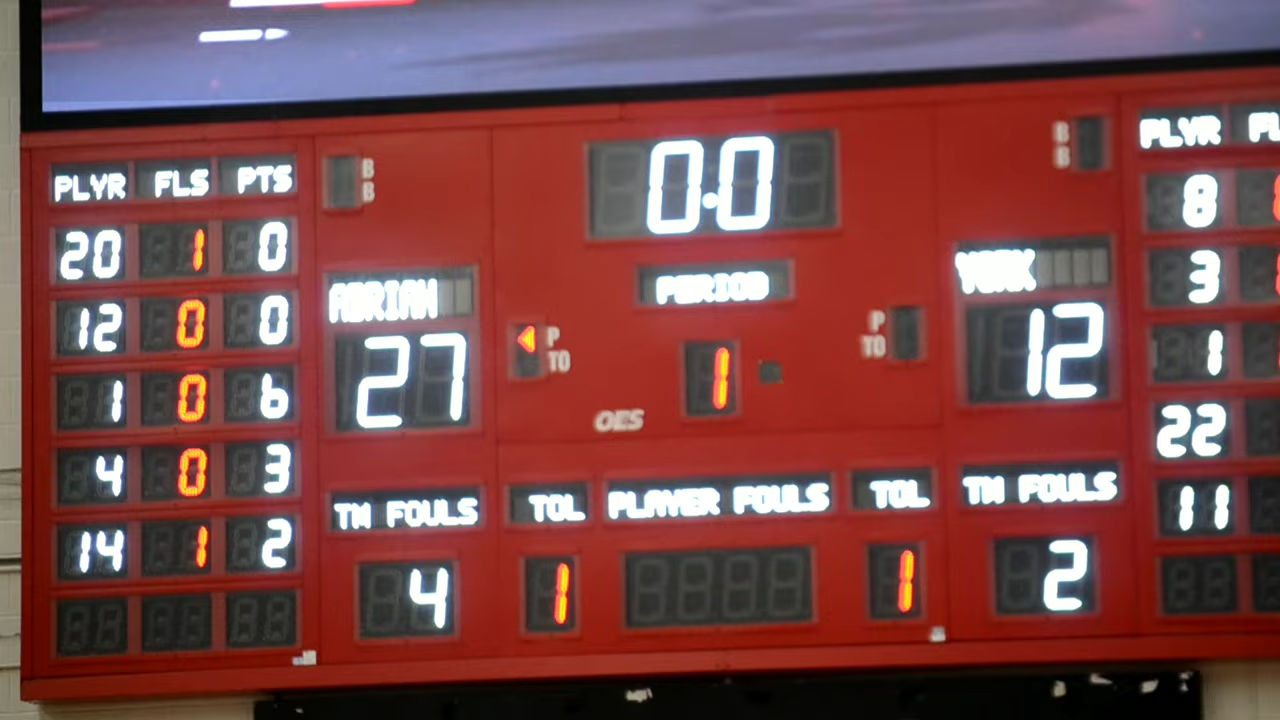 PLYR FLS PTS
20 1 0
12 0 0
1 0 6
4 0 3
14 1 2
B
B
ADRIAN
27
TM FOULS
4
0.0
PERIOD
1
P
TO
P
TO
OES
TOL
1
PLAYER FOULS
TOL
1
B
B
YORK
12
TM FOULS
2
PLYR
8
3
1
22
11